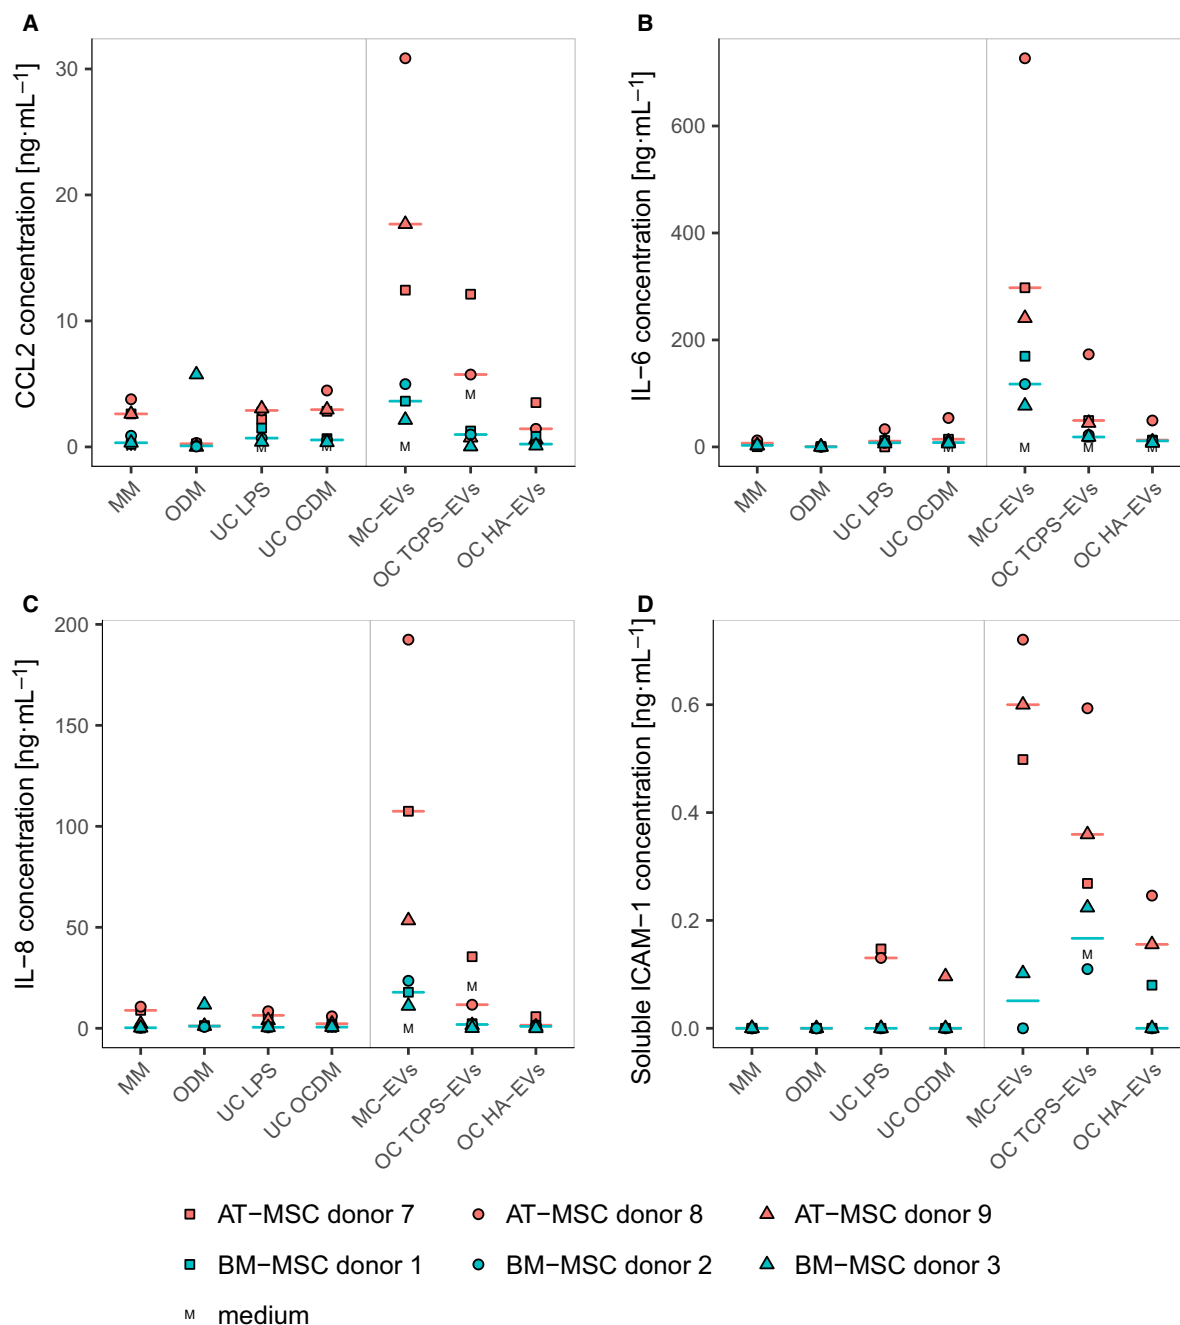 A
CCL2 concentration [ng·mL⁻¹]
30
20
10
0
M
M
M
M
M
MM
ODM
UC LPS
UC OCDM
MC−EVs
OC TCPS−EVs
OC HA−EVs
B
IL−6 concentration [ng·mL⁻¹]
600
400
200
0
M
M
M
M
MM
ODM
UC LPS
UC OCDM
MC−EVs
OC TCPS−EVs
OC HA−EVs
C
IL−8 concentration [ng·mL⁻¹]
200
150
100
50
0
M
M
MM
ODM
UC LPS
UC OCDM
MC−EVs
OC TCPS−EVs
OC HA−EVs
D
Soluble ICAM−1 concentration [ng·mL⁻¹]
0.6
0.4
0.2
0.0
M
MM
ODM
UC LPS
UC OCDM
MC−EVs
OC TCPS−EVs
OC HA−EVs
AT−MSC donor 7
AT−MSC donor 8
AT−MSC donor 9
BM−MSC donor 1
BM−MSC donor 2
BM−MSC donor 3
M medium